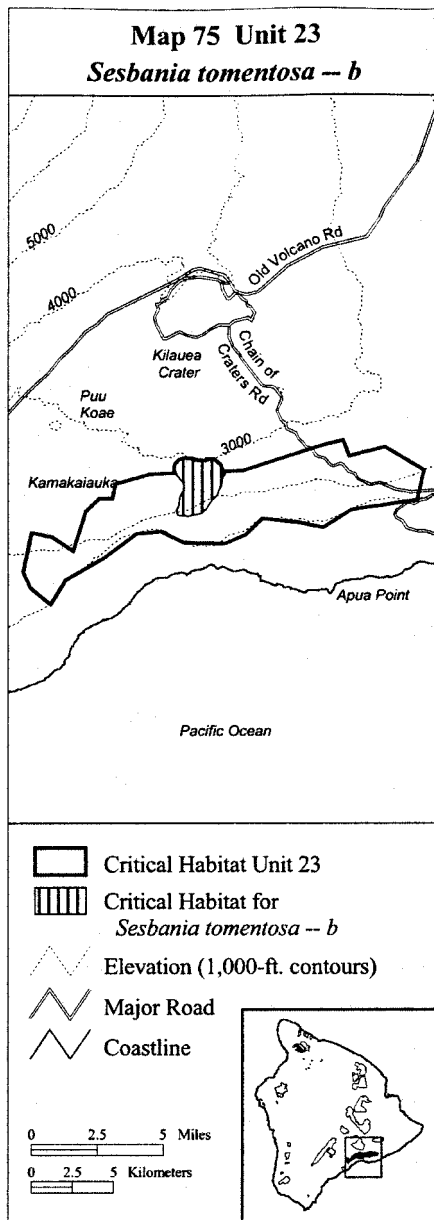 Map 75 Unit 23
Sesbania tomentosa -- b
5000
4000
Old Volcano Rd
Kilauea
Crater
Chain of
Craters Rd
Puu
Koae
3000
Kamakaiauka
Apua Point
Pacific Ocean
Critical Habitat Unit 23
Critical Habitat for
Sesbania tomentosa -- b
Elevation (1,000-ft. contours)
Major Road
Coastline
0 2.5 5 Miles
0 2.5 5 Kilometers